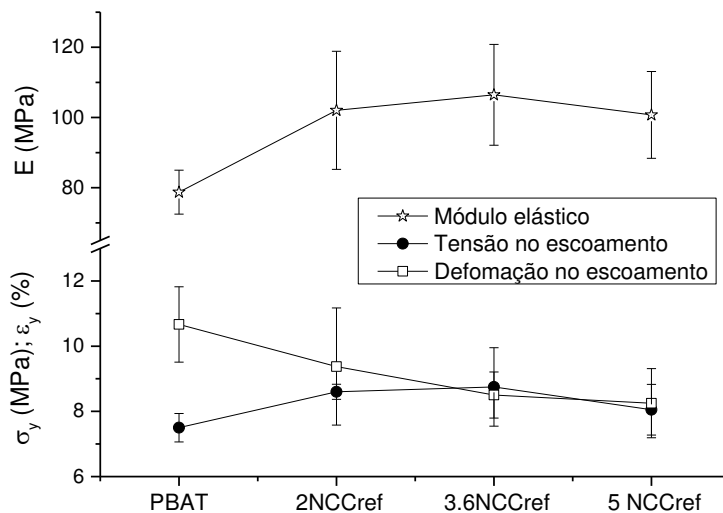 120
100
80
E (MPa)
Módulo elástico
Tensão no escoamento
Defomação no escoamento
12
10
8
6
σy (MPa); εy (%)
PBAT 2NCCref 3.6NCCref 5 NCCref